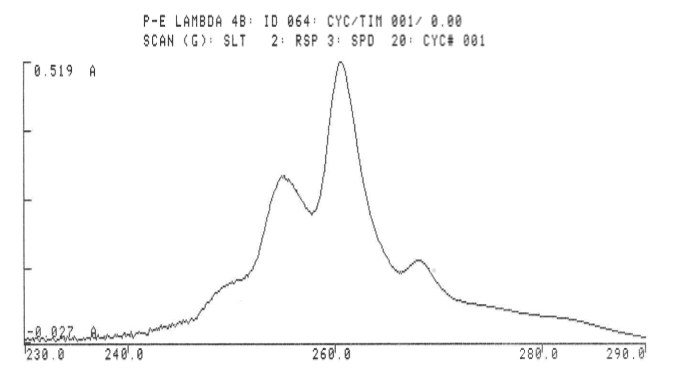 P-E LAMBDA 4B: ID 064: CYC/TIM 001/ 0.00
SCAN (G): SLT 2: RSP 3: SPD 20: CYC# 001
0.519 A
-0.027 A
230.0 240.0 260.0 280.0 290.0